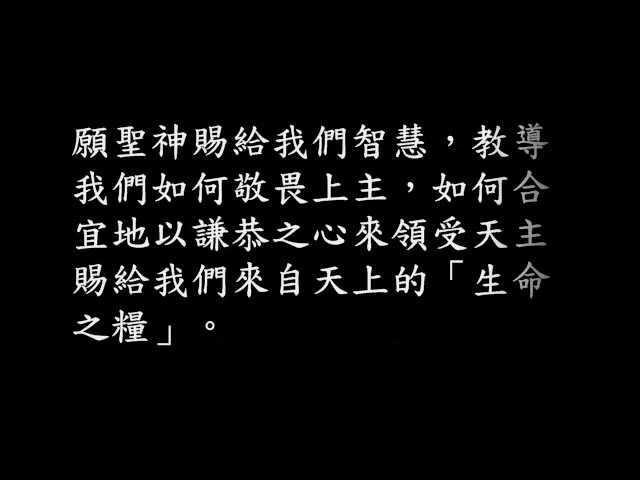 願聖神賜給我們智慧，教導
我們如何敬畏上主，如何合
宜地以謙恭之心來領受天主
賜給我們來自天上的「生命
之糧」。